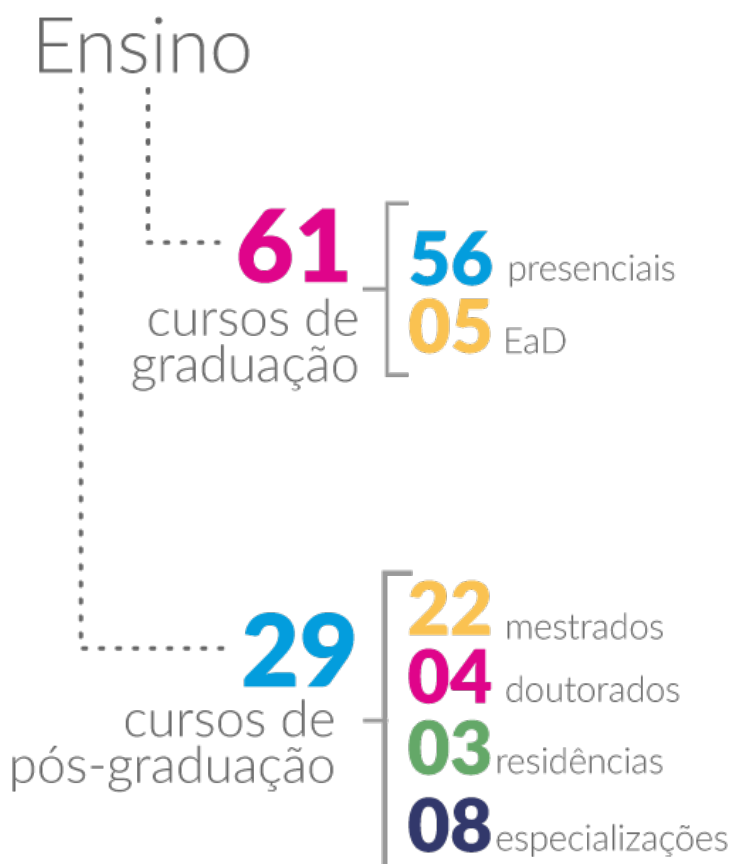 Ensino
61
cursos de
graduação
56 presenciais
05 EaD
29
cursos de
pós-graduação
22 mestrados
04 doutorados
03 residências
08 especializações